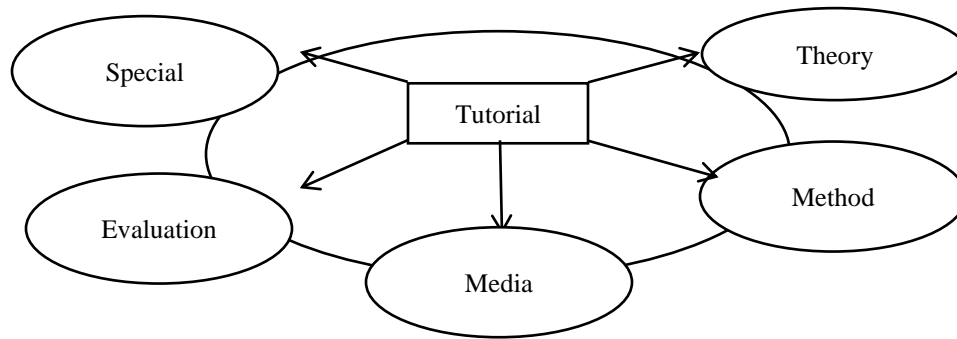 Theory
Special
Tutorial
Method
Evaluation
Media